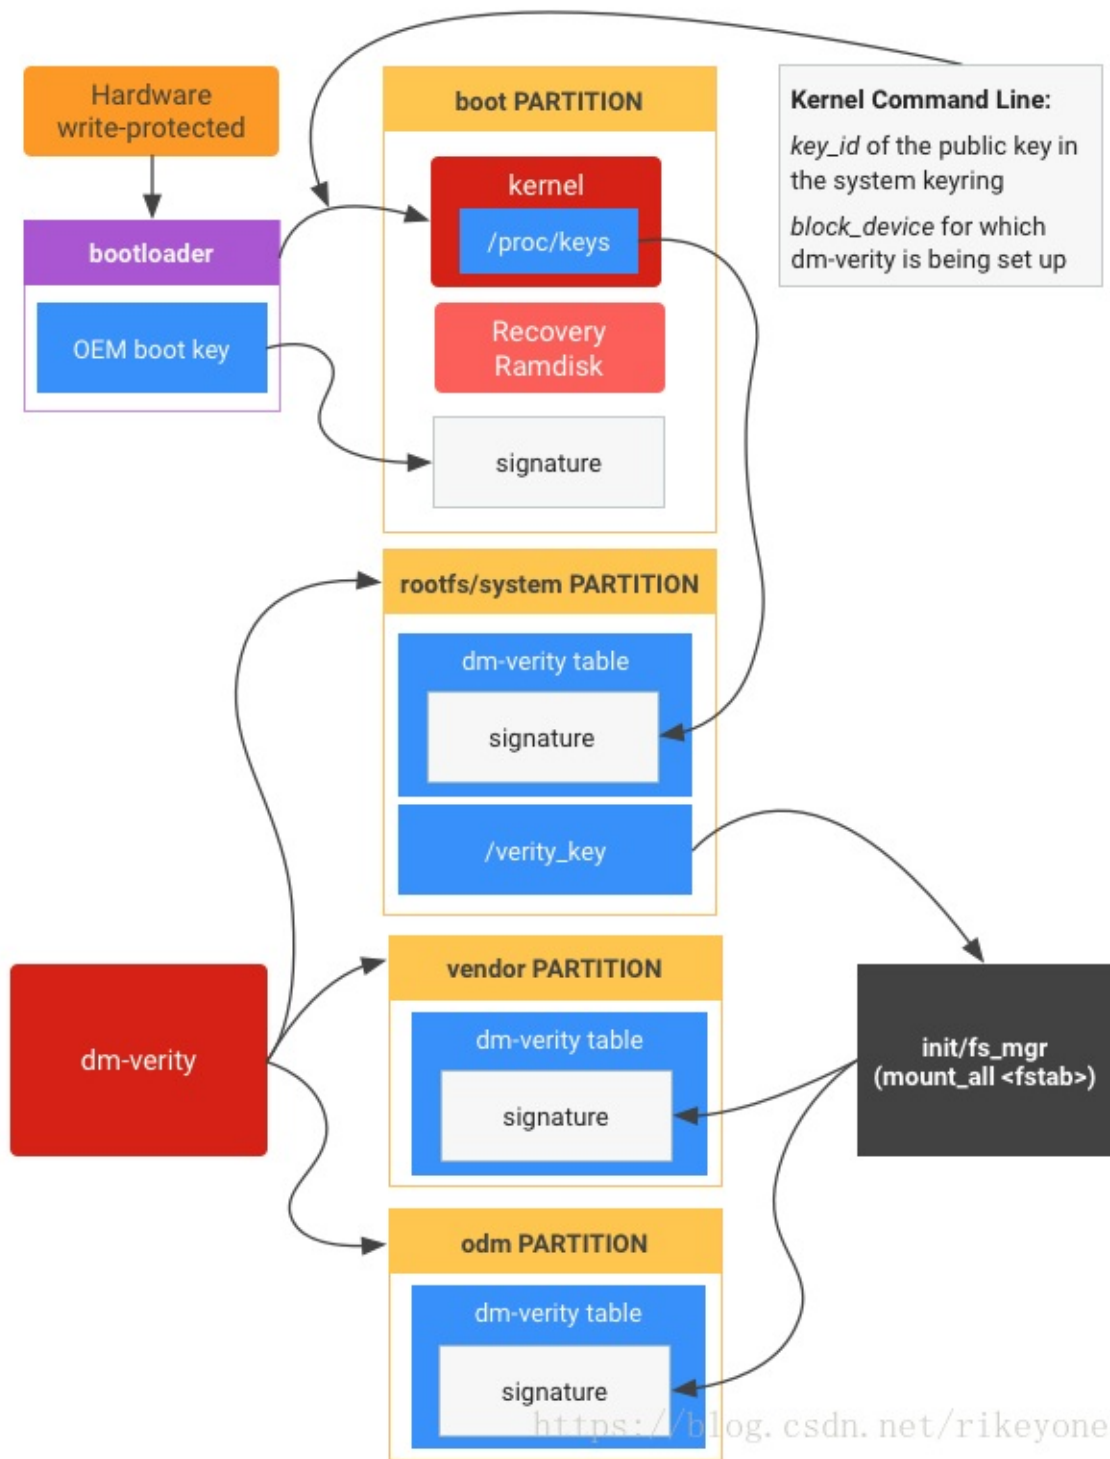 Hardware
write-protected
bootloader
OEM boot key
boot PARTITION
kernel
/proc/keys
Recovery
Ramdisk
signature
Kernel Command Line:
key_id of the public key in
the system keyring
block_device for which
dm-verity is being set up
rootfs/system PARTITION
dm-verity table
signature
/verity_key
dm-verity
vendor PARTITION
dm-verity table
signature
init/fs_mgr
(mount_all <fstab>)
odm PARTITION
dm-verity table
signature
https://blog.csdn.net/rikeyone